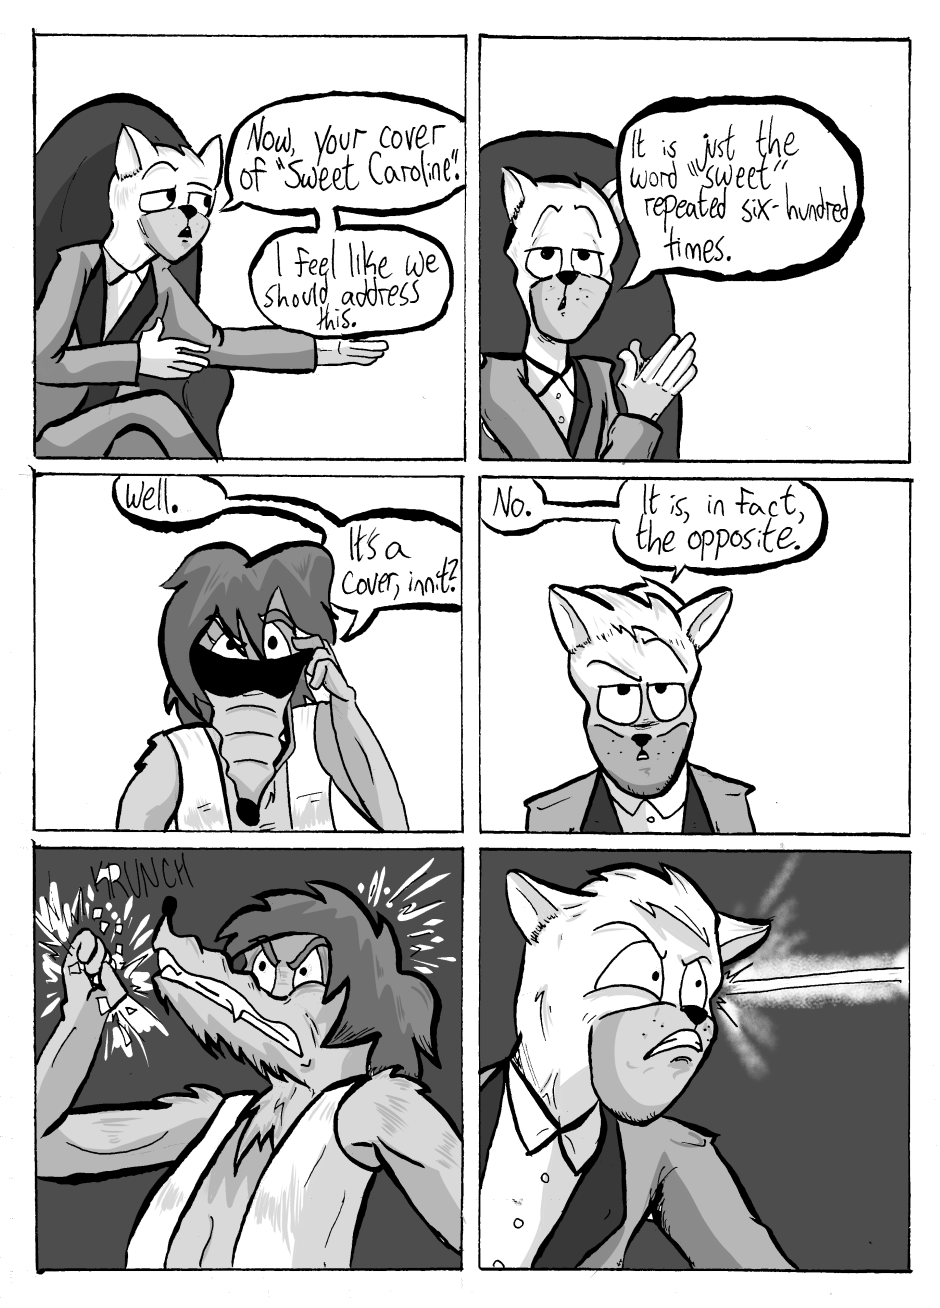 Now, your cover
of "Sweet Caroline".
I feel like we
should address
this.
It is just the
word "sweet"
repeated six-hundred
times.
Well.
It's a
cover, innit?
No.
It is, in fact,
the opposite.
KRUNCH